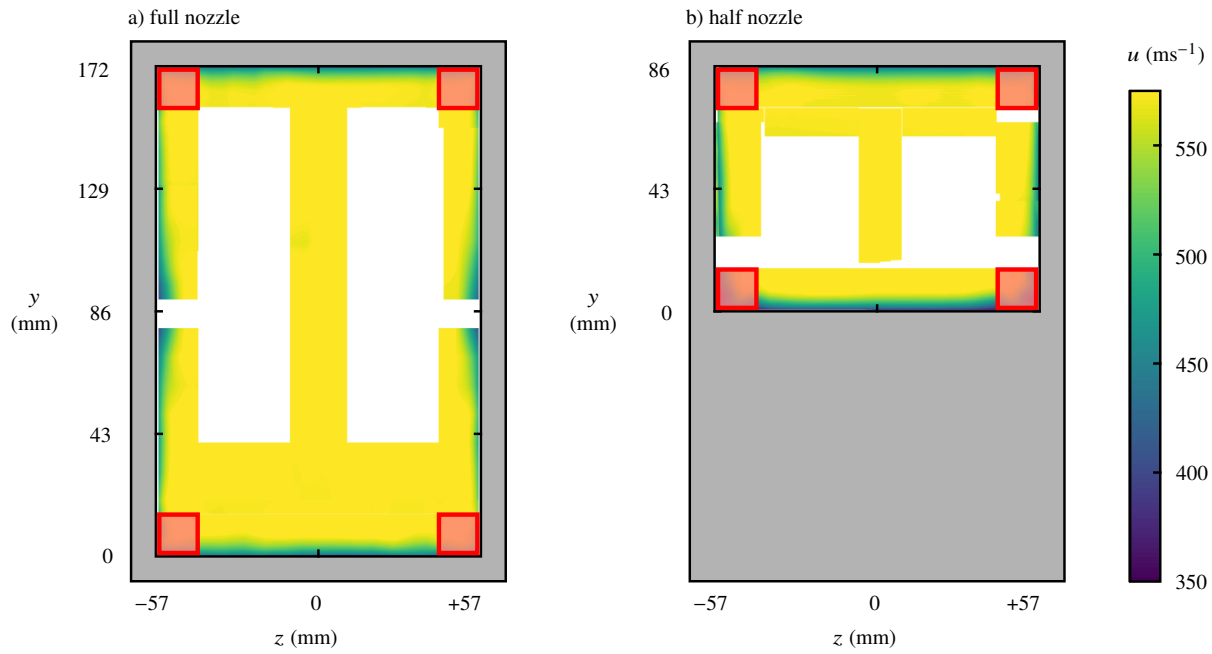 a) full nozzle
172
129
86
43
0
y
(mm)
−57
0
+57
z (mm)
b) half nozzle
86
43
0
y
(mm)
−57
0
+57
z (mm)
u (ms⁻¹)
550
500
450
400
350